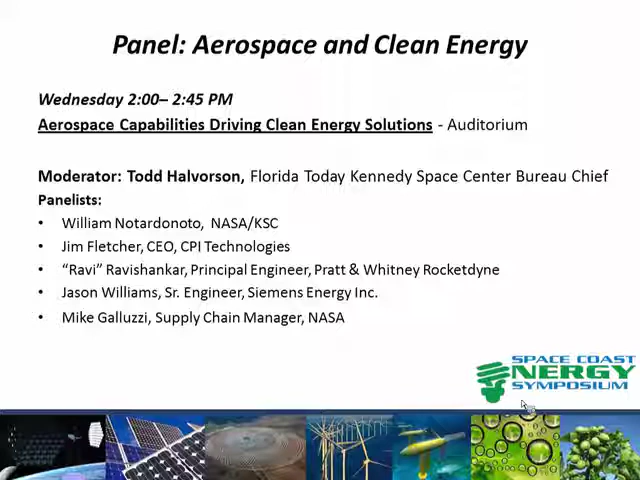 Panel: Aerospace and Clean Energy
Wednesday 2:00– 2:45 PM
Aerospace Capabilities Driving Clean Energy Solutions - Auditorium
Moderator: Todd Halvorson, Florida Today Kennedy Space Center Bureau Chief
Panelists:
• William Notardonoto, NASA/KSC
• Jim Fletcher, CEO, CPI Technologies
• “Ravi” Ravishankar, Principal Engineer, Pratt & Whitney Rocketdyne
• Jason Williams, Sr. Engineer, Siemens Energy Inc.
• Mike Galluzzi, Supply Chain Manager, NASA
SPACE COAST
ENERGY
SYMPOSIUM